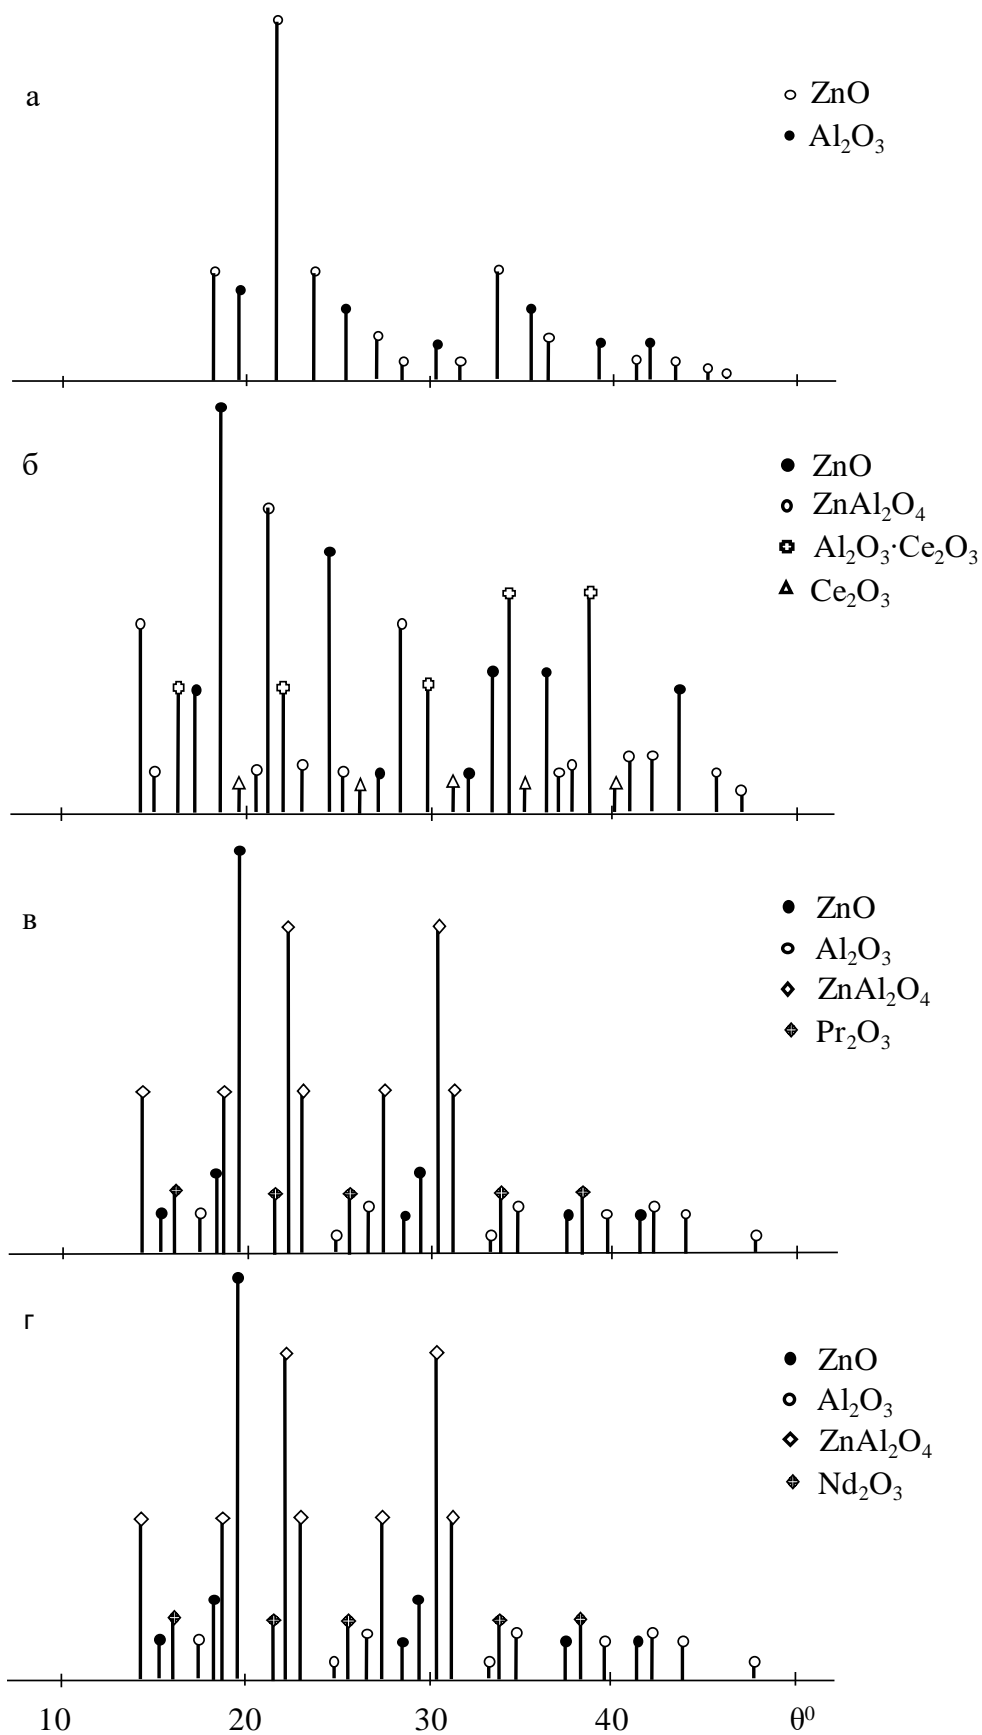 а
ZnO
Al₂O₃
б
ZnO
ZnAl₂O₄
Al₂O₃·Ce₂O₃
Ce₂O₃
в
ZnO
Al₂O₃
ZnAl₂O₄
Pr₂O₃
г
ZnO
Al₂O₃
ZnAl₂O₄
Nd₂O₃
10 20 30 40 θ⁰